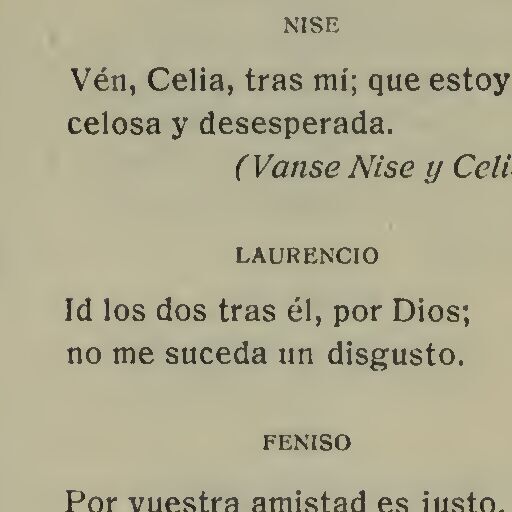 NISE
Vén, Celia, tras mí; que estoy
celosa y desesperada.
(Vanse Nise y Celi
LAURENCIO
Id los dos tras él, por Dios;
no me suceda un disgusto.
FENISO
Por vuestra amistad es justo.